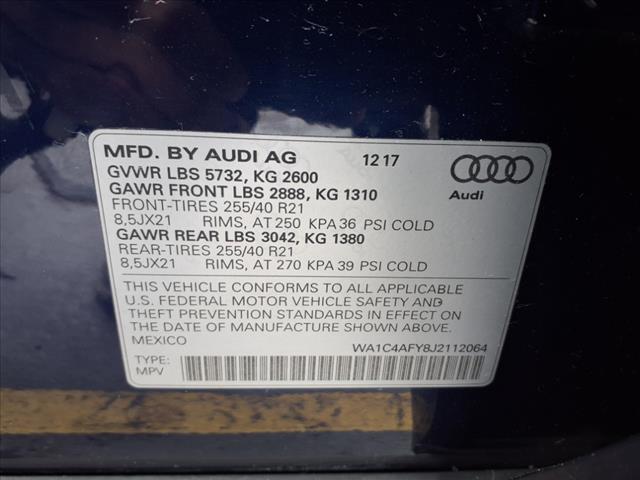 MFD. BY AUDI AG 12 17
GVWR LBS 5732, KG 2600
GAWR FRONT LBS 2888, KG 1310
FRONT-TIRES 255/40 R21
8,5JX21 RIMS, AT 250 KPA 36 PSI COLD
GAWR REAR LBS 3042, KG 1380
REAR-TIRES 255/40 R21
8,5JX21 RIMS, AT 270 KPA 39 PSI COLD
Audi
THIS VEHICLE CONFORMS TO ALL APPLICABLE
U.S. FEDERAL MOTOR VEHICLE SAFETY AND
THEFT PREVENTION STANDARDS IN EFFECT ON
THE DATE OF MANUFACTURE SHOWN ABOVE.
MEXICO WA1C4AFY8J2112064
TYPE:
MPV